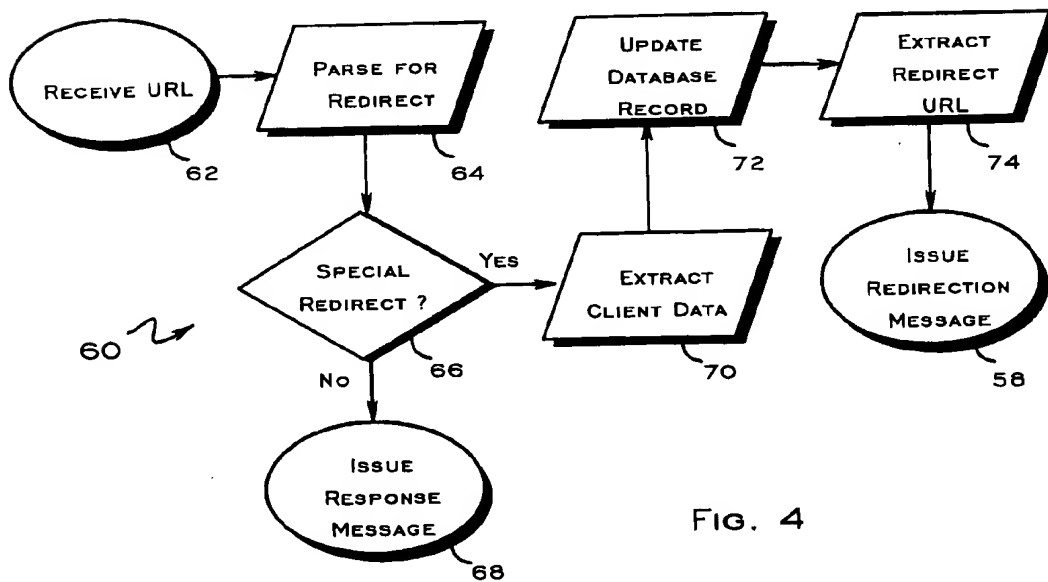 RECEIVE URL
62
PARSE FOR
REDIRECT
64
SPECIAL
REDIRECT ?
66
YES
NO
ISSUE
RESPONSE
MESSAGE
68
EXTRACT
CLIENT DATA
70
UPDATE
DATABASE
RECORD
72
EXTRACT
REDIRECT
URL
74
ISSUE
REDIRECTION
MESSAGE
58
60
FIG. 4